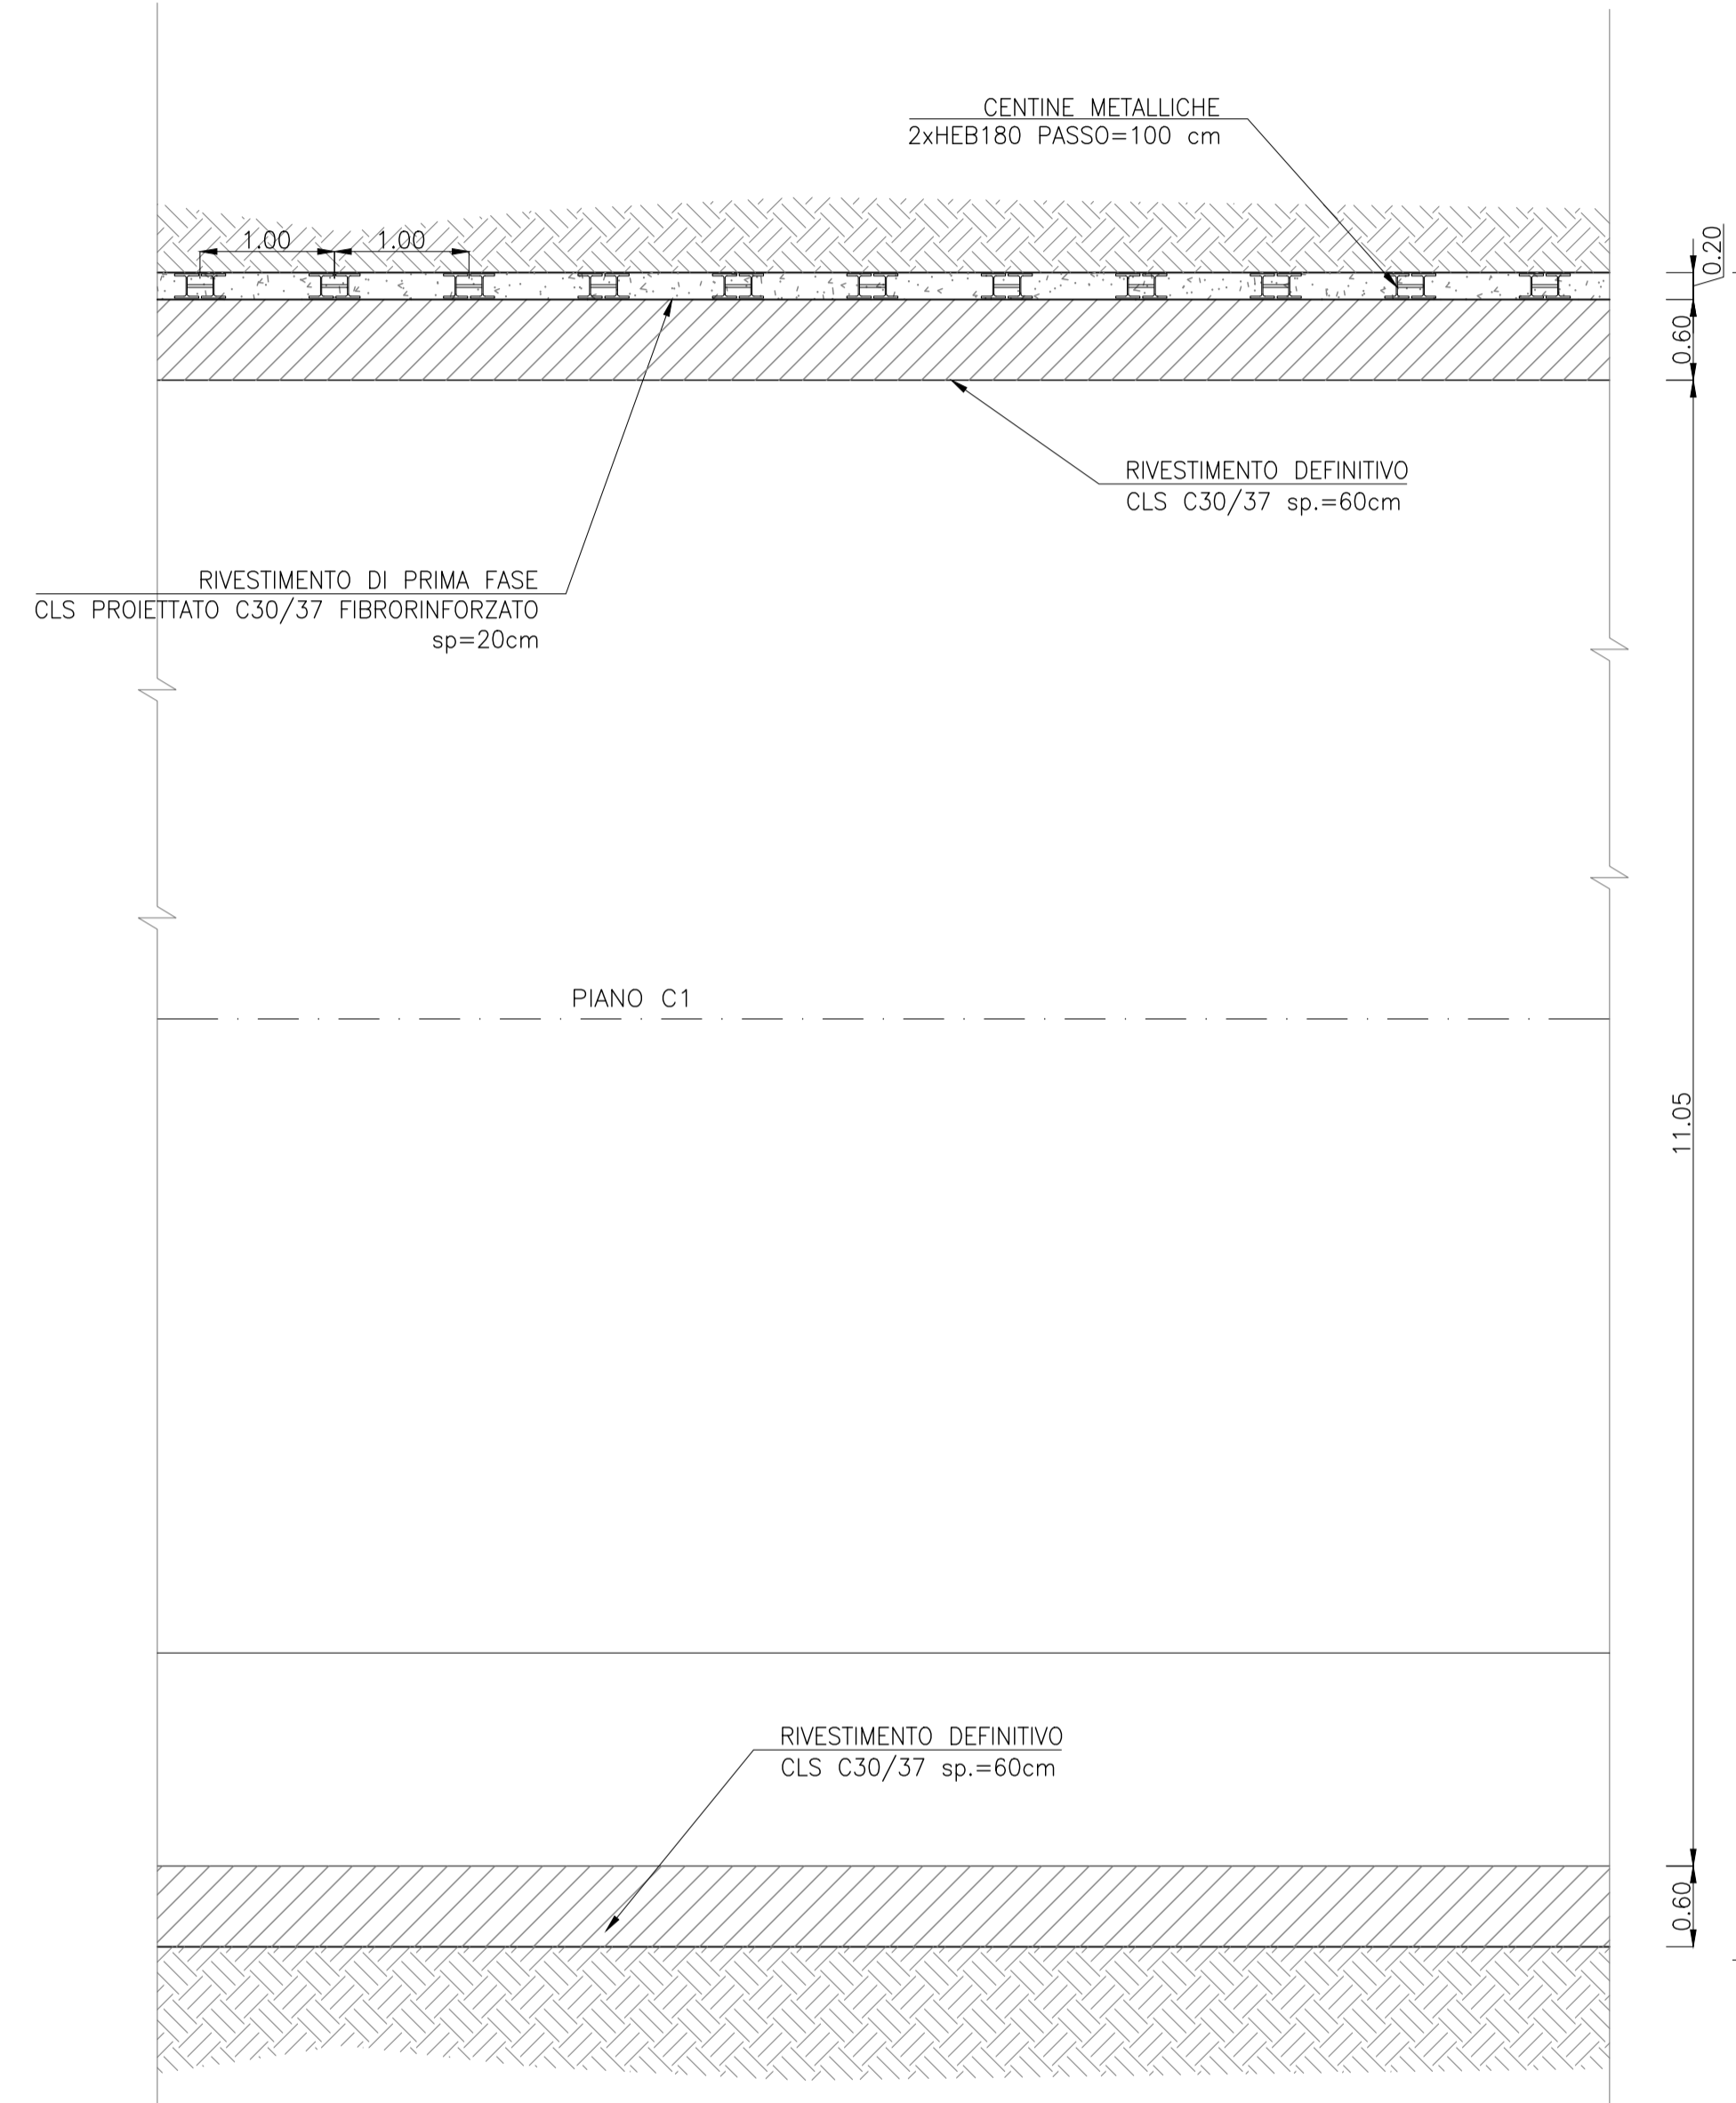 CENTINE METALLICHE
2xHEB180 PASSO=100 cm
1.00
1.00
0.20
0.60
RIVESTIMENTO DEFINITIVO
CLS C30/37 sp.=60cm
RIVESTIMENTO DI PRIMA FASE
CLS PROIETTATO C30/37 FIBRORINFORZATO
sp=20cm
PIANO C1
11.05
RIVESTIMENTO DEFINITIVO
CLS C30/37 sp.=60cm
0.60